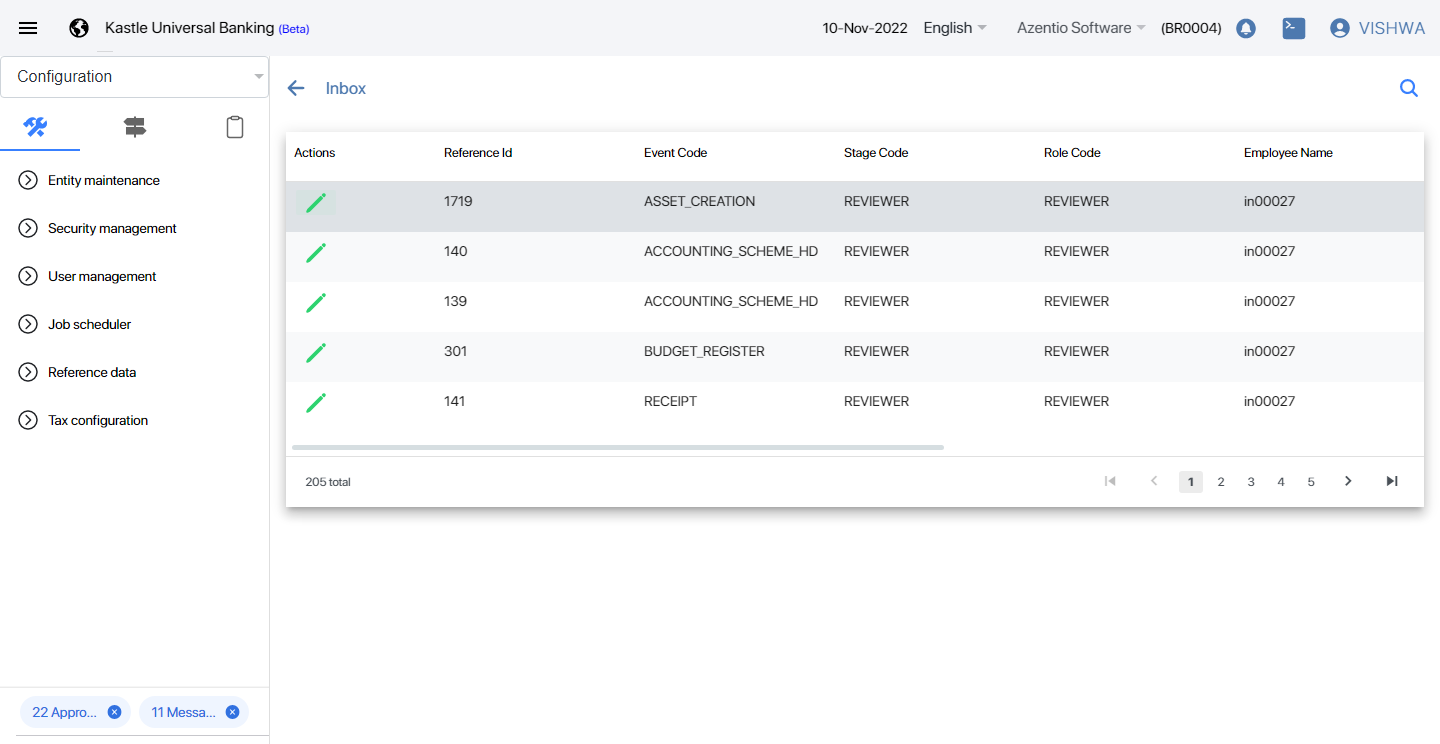 Kastle Universal Banking (Beta) 10-Nov-2022 English Azentio Software (BR0004) VISHWA
Configuration
Inbox
Entity maintenance
Security management
User management
Job scheduler
Reference data
Tax configuration
Actions Reference Id Event Code Stage Code Role Code Employee Name
1719 ASSET_CREATION REVIEWER REVIEWER in00027
140 ACCOUNTING_SCHEME_HD REVIEWER REVIEWER in00027
139 ACCOUNTING_SCHEME_HD REVIEWER REVIEWER in00027
301 BUDGET_REGISTER REVIEWER REVIEWER in00027
141 RECEIPT REVIEWER REVIEWER in00027
205 total 1 2 3 4 5
22 Appro... 11 Messa...